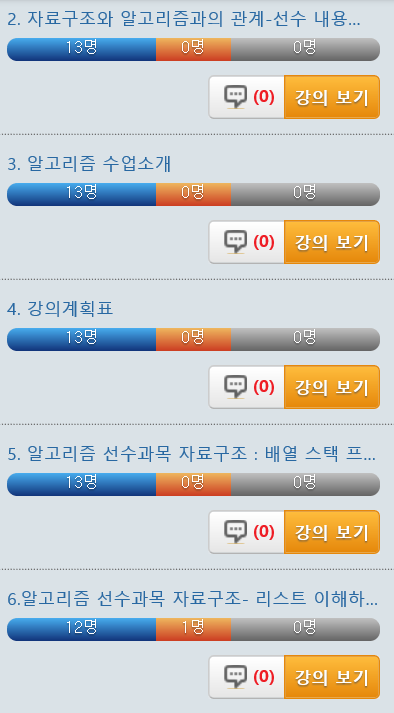 2. 자료구조와 알고리즘과의 관계-선수 내용...
13명 0명 0명
(0) 강의 보기
3. 알고리즘 수업소개
13명 0명 0명
(0) 강의 보기
4. 강의계획표
13명 0명 0명
(0) 강의 보기
5. 알고리즘 선수과목 자료구조 : 배열 스택 프...
13명 0명 0명
(0) 강의 보기
6.알고리즘 선수과목 자료구조- 리스트 이해하...
12명 1명 0명
(0) 강의 보기